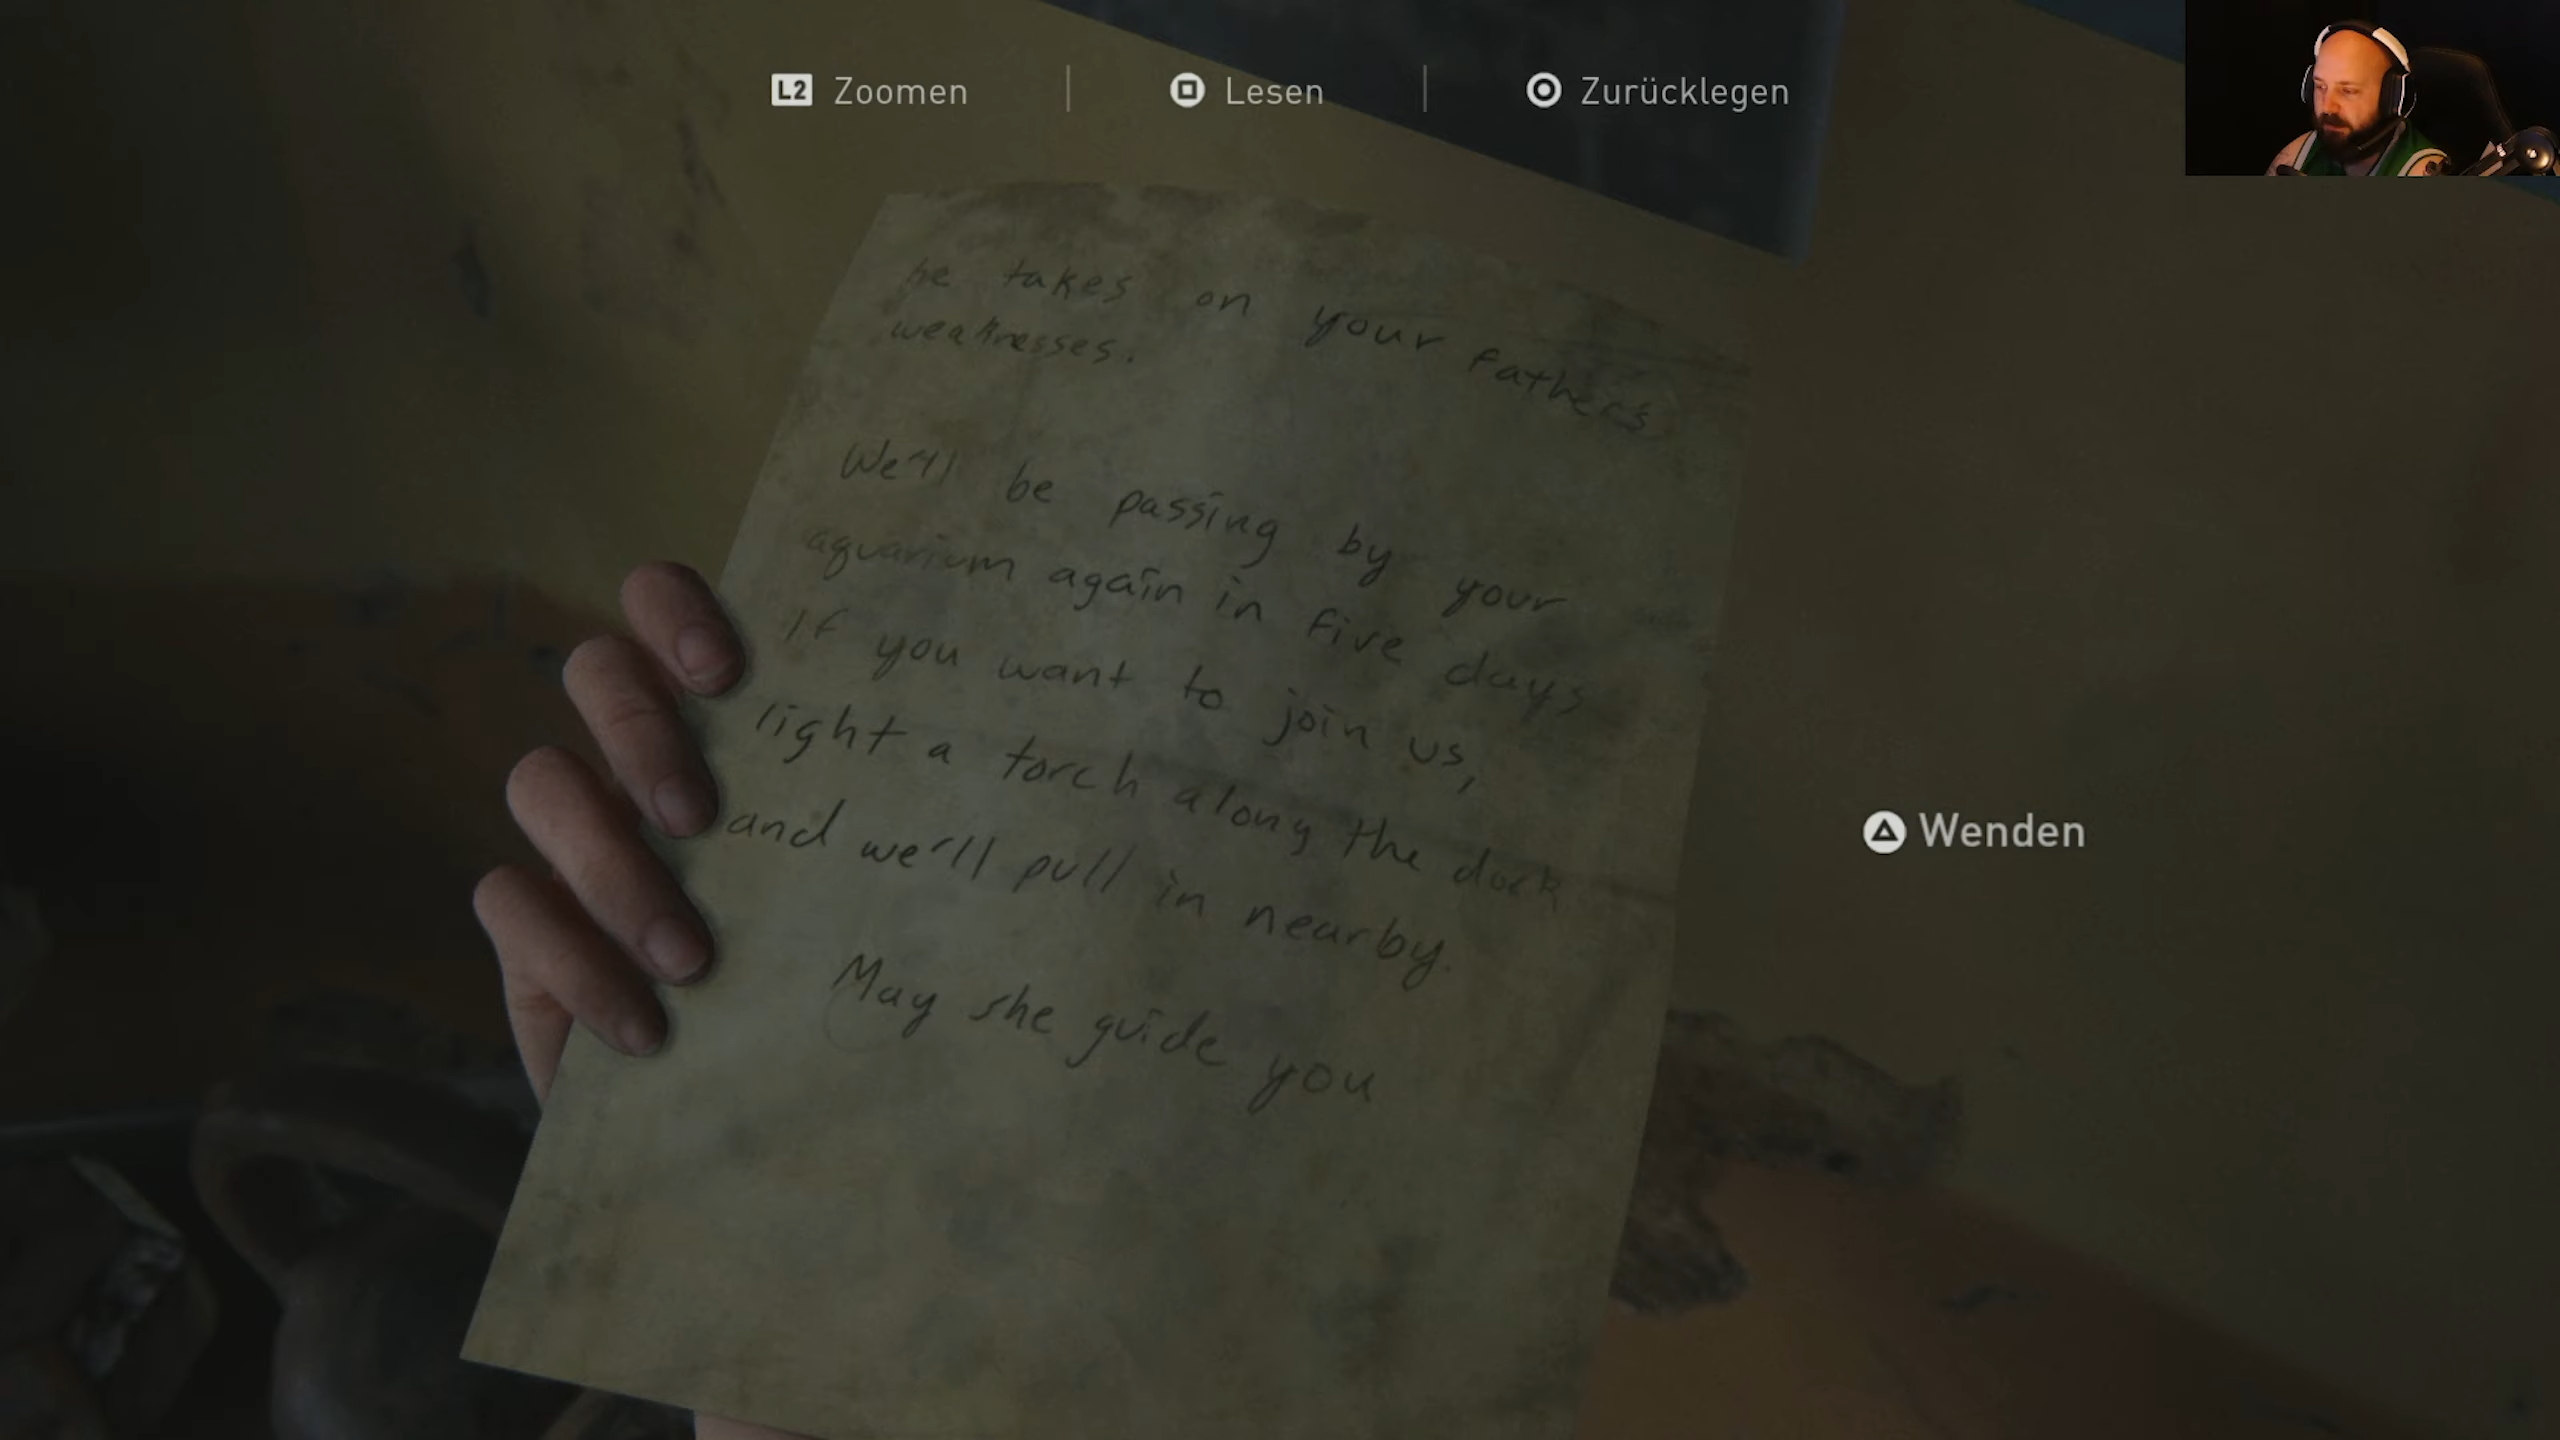 L2 Zoomen | Lesen | Zurücklegen
he takes on your father's
weaknesses.
We'll be passing by your
aquarium again in five days
If you want to join us,
light a torch along the dock
and we'll pull in nearby.
May she guide you
Wenden